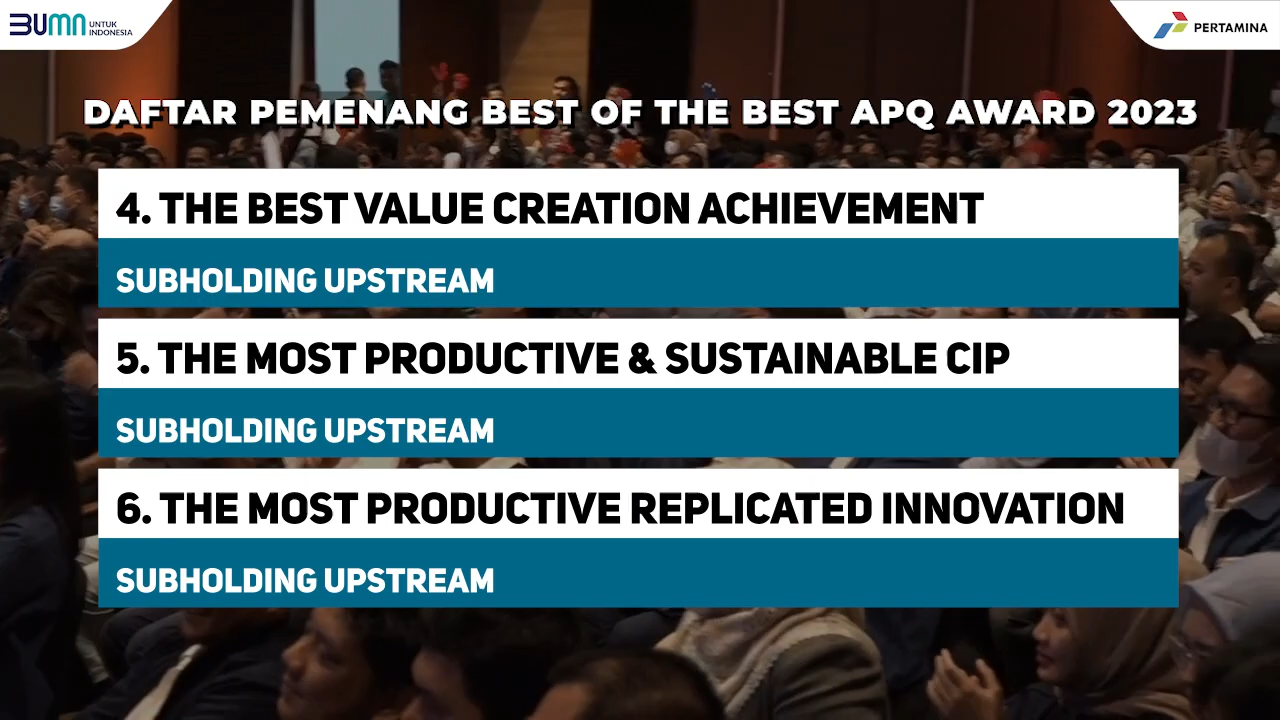 BUMN UNTUK
INDONESIA
PERTAMINA
DAFTAR PEMENANG BEST OF THE BEST APQ AWARD 2023
4. THE BEST VALUE CREATION ACHIEVEMENT
SUBHOLDING UPSTREAM
5. THE MOST PRODUCTIVE & SUSTAINABLE CIP
SUBHOLDING UPSTREAM
6. THE MOST PRODUCTIVE REPLICATED INNOVATION
SUBHOLDING UPSTREAM